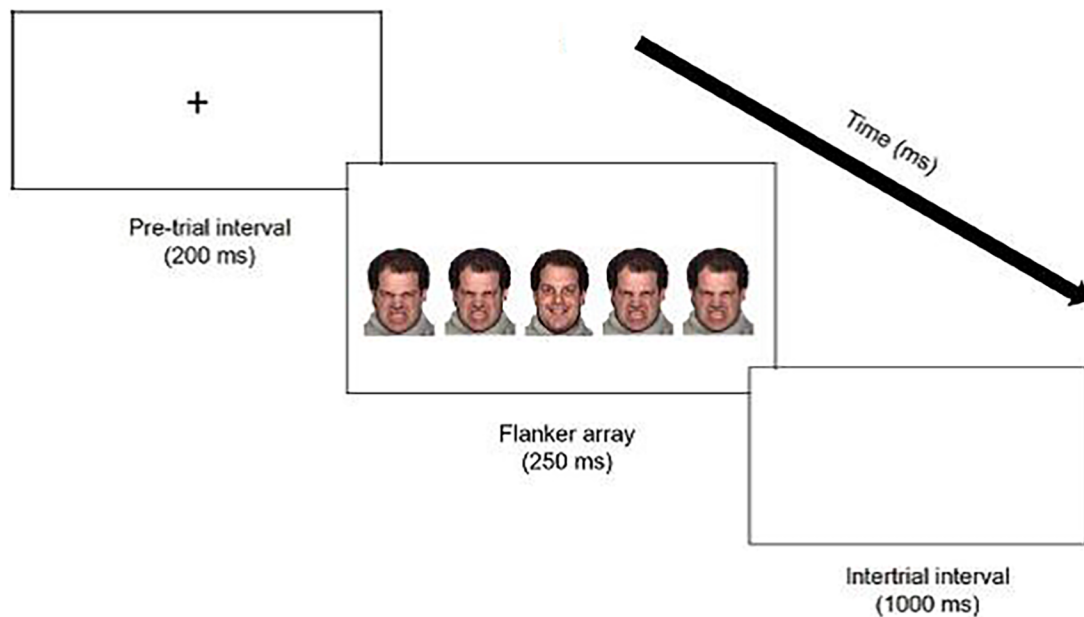 +
Pre-trial interval
(200 ms)
Time (ms)
Flanker array
(250 ms)
Intertrial interval
(1000 ms)